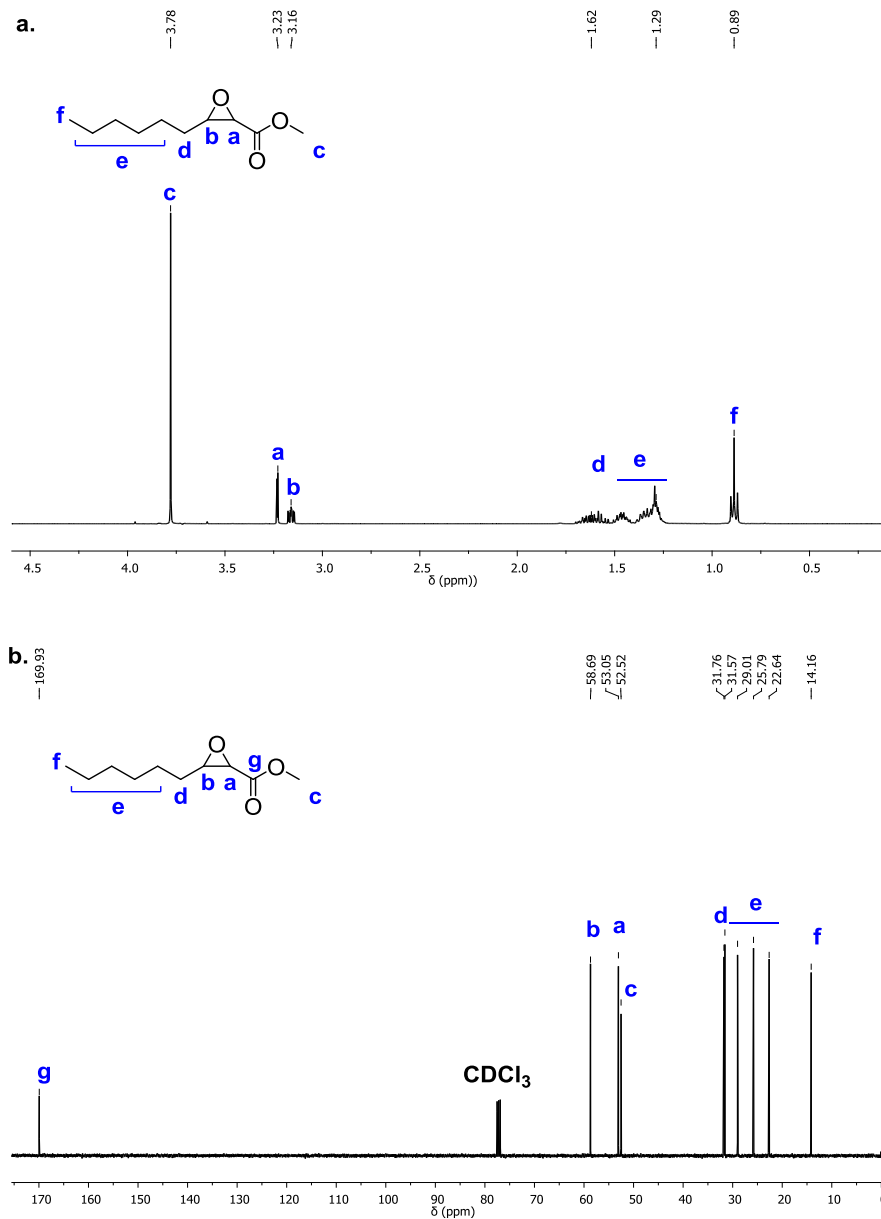 a.
3.78
3.23
3.16
1.62
1.29
0.89
f
O
O
O
b
a
c
d
e
c
a
b
d
e
f
4.5
4.0
3.5
3.0
2.5
2.0
1.5
1.0
0.5
δ (ppm))
b.
169.93
58.69
53.05
52.52
31.76
31.57
29.01
25.79
22.64
14.16
f
O
g
O
O
b
a
c
d
e
b
a
c
d
e
f
g
CDCl₃
170
160
150
140
130
120
110
100
90
80
70
60
50
40
30
20
10
0
δ (ppm)